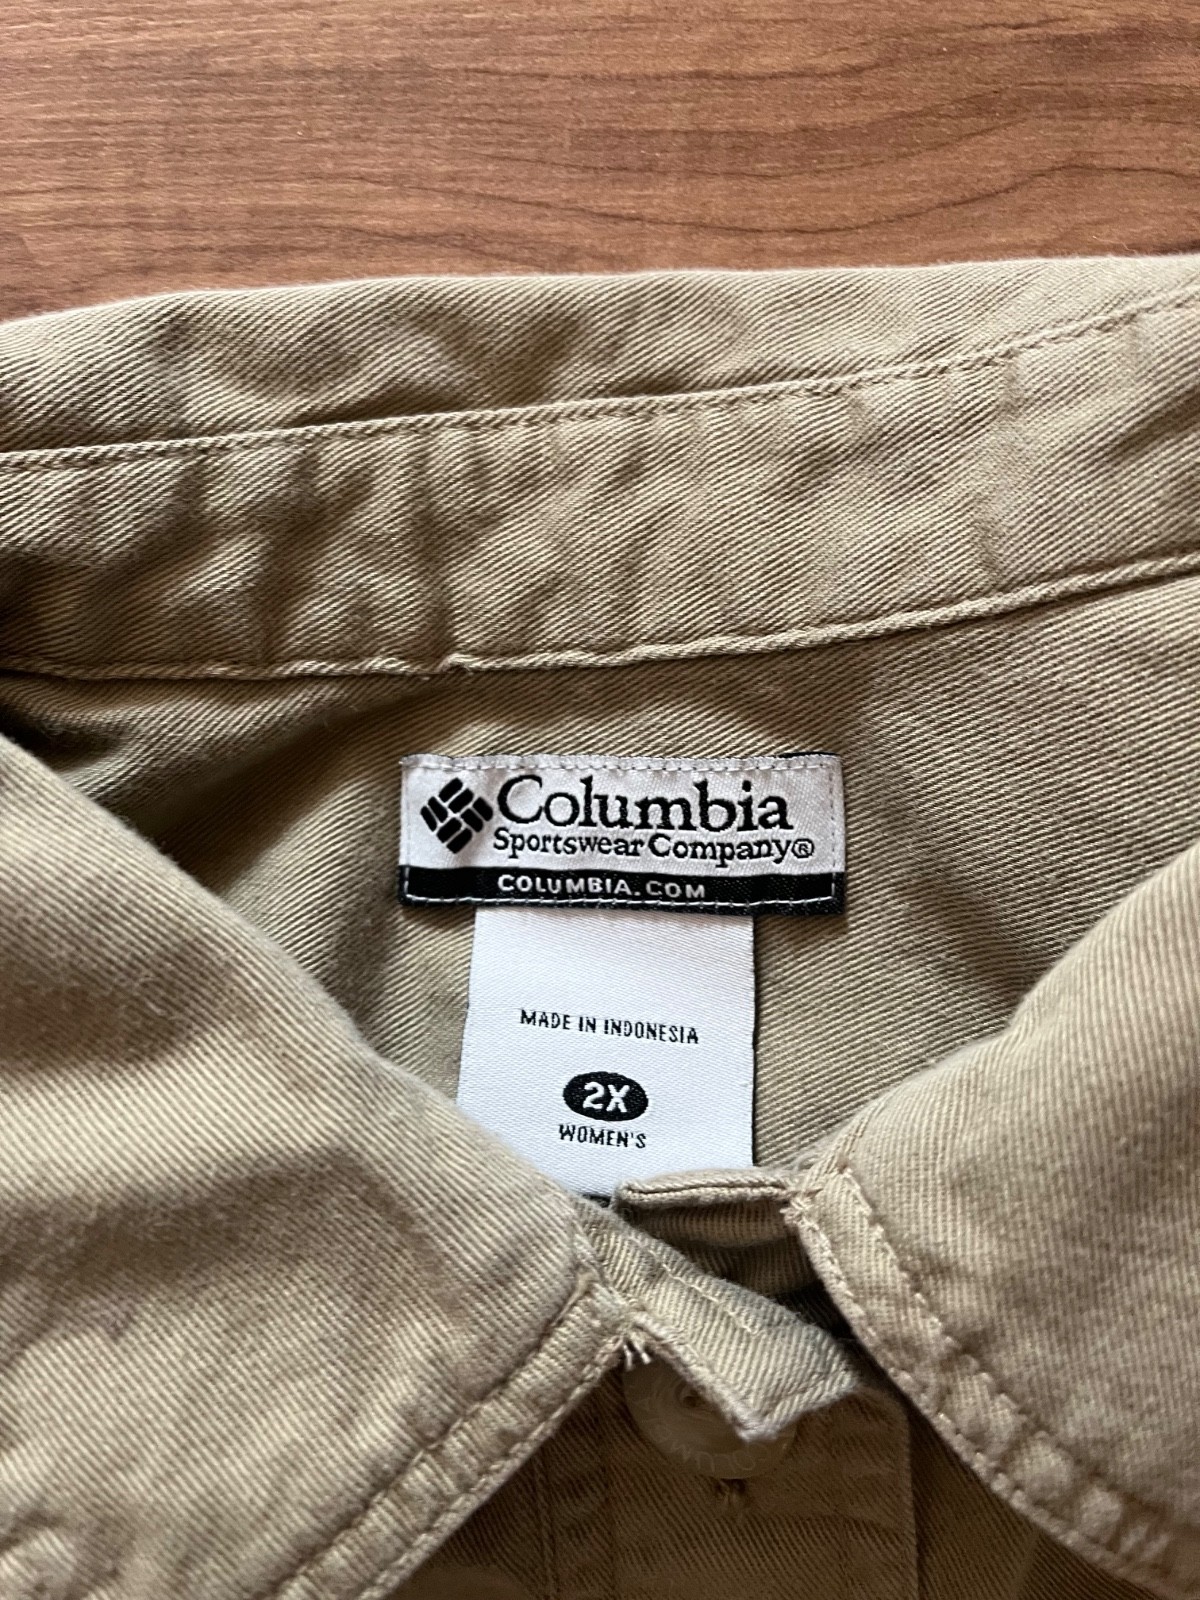 Columbia
Sportswear Company®
COLUMBIA.COM
MADE IN INDONESIA
2X
WOMEN'S